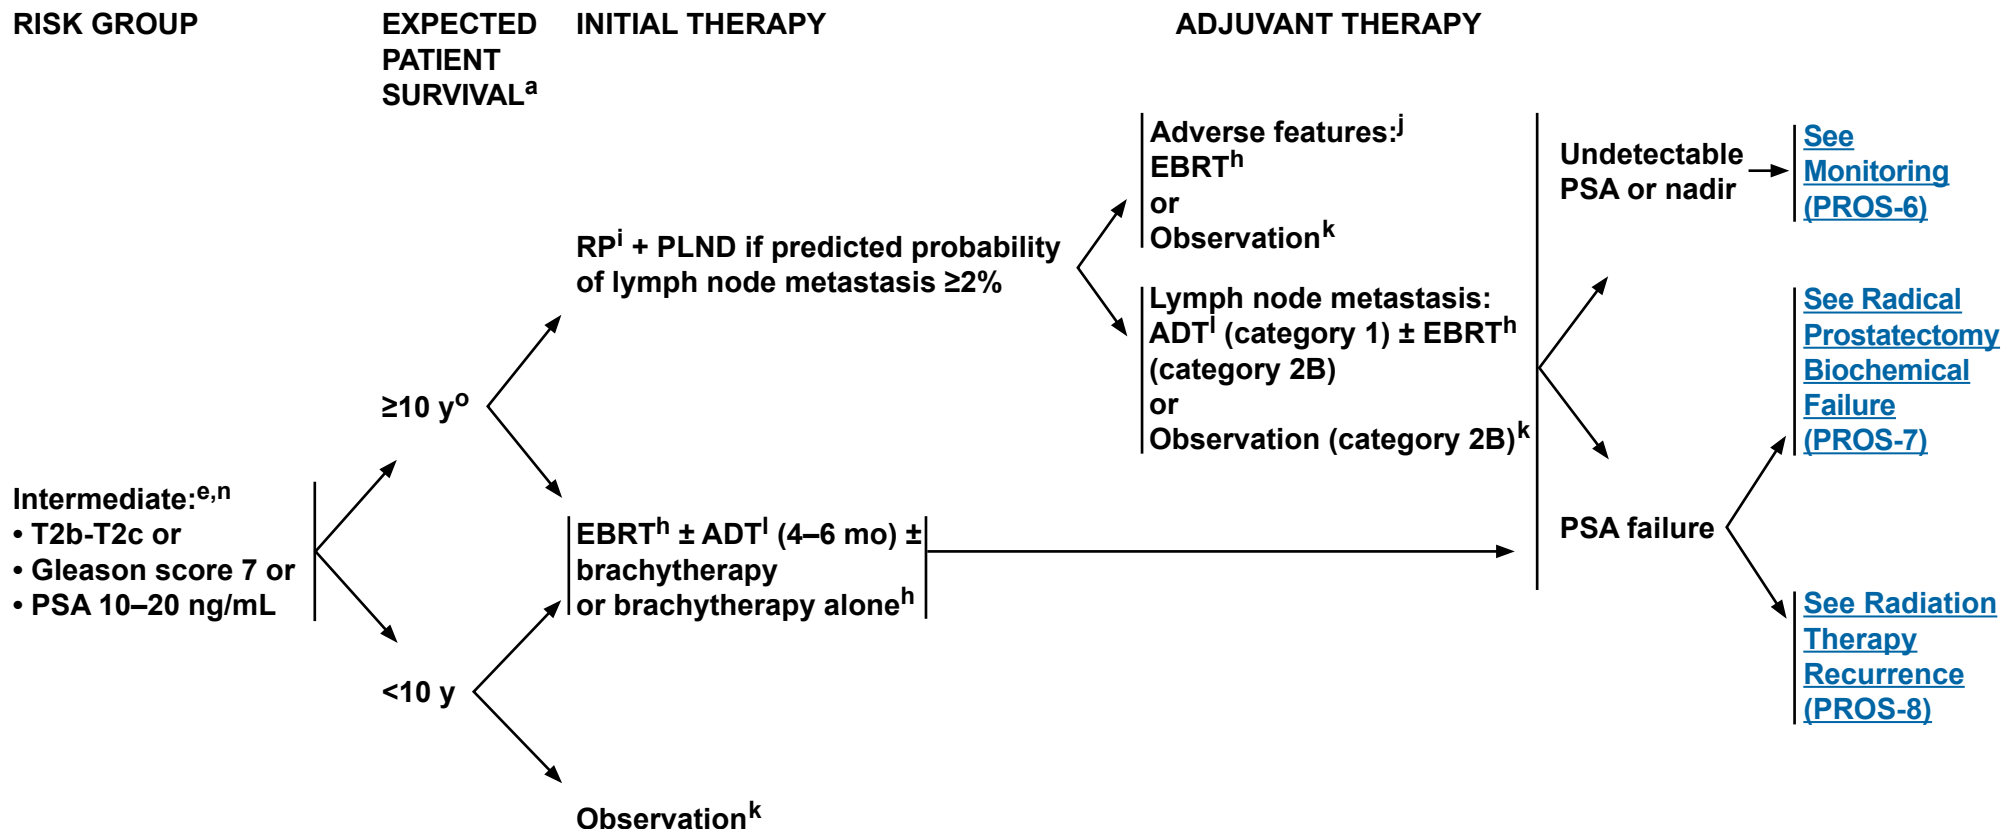 RISK GROUP
EXPECTED
PATIENT
SURVIVALᵃ
INITIAL THERAPY
ADJUVANT THERAPY
Intermediate:ᵉ,ⁿ
• T2b-T2c or
• Gleason score 7 or
• PSA 10–20 ng/mL
≥10 yᵒ
<10 y
RPⁱ + PLND if predicted probability
of lymph node metastasis ≥2%
EBRTʰ ± ADTˡ (4–6 mo) ±
brachytherapy
or brachytherapy aloneʰ
Observationᵏ
Adverse features:ʲ
EBRTʰ
or
Observationᵏ
Lymph node metastasis:
ADTˡ (category 1) ± EBRTʰ
(category 2B)
or
Observation (category 2B)ᵏ
Undetectable
PSA or nadir
PSA failure
See
Monitoring
(PROS-6)
See Radical
Prostatectomy
Biochemical
Failure
(PROS-7)
See Radiation
Therapy
Recurrence
(PROS-8)